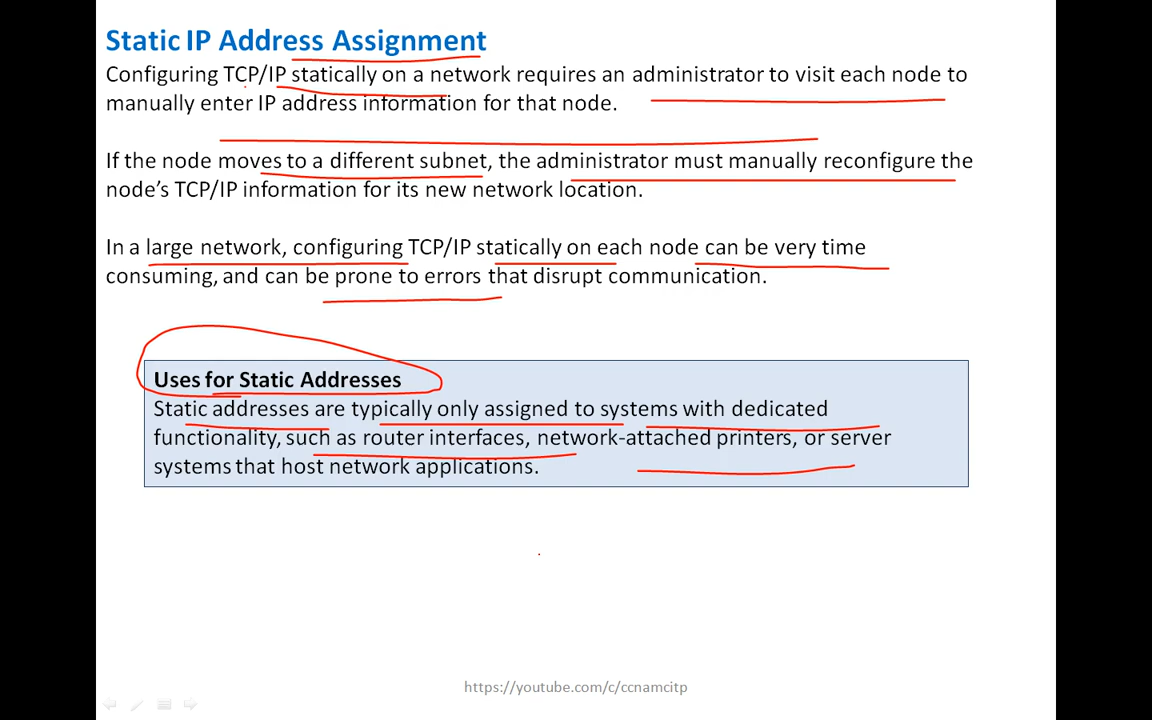 Static IP Address Assignment
Configuring TCP/IP statically on a network requires an administrator to visit each node to
manually enter IP address information for that node.
If the node moves to a different subnet, the administrator must manually reconfigure the
node’s TCP/IP information for its new network location.
In a large network, configuring TCP/IP statically on each node can be very time
consuming, and can be prone to errors that disrupt communication.
Uses for Static Addresses
Static addresses are typically only assigned to systems with dedicated
functionality, such as router interfaces, network-attached printers, or server
systems that host network applications.
https://youtube.com/c/ccnamcitp